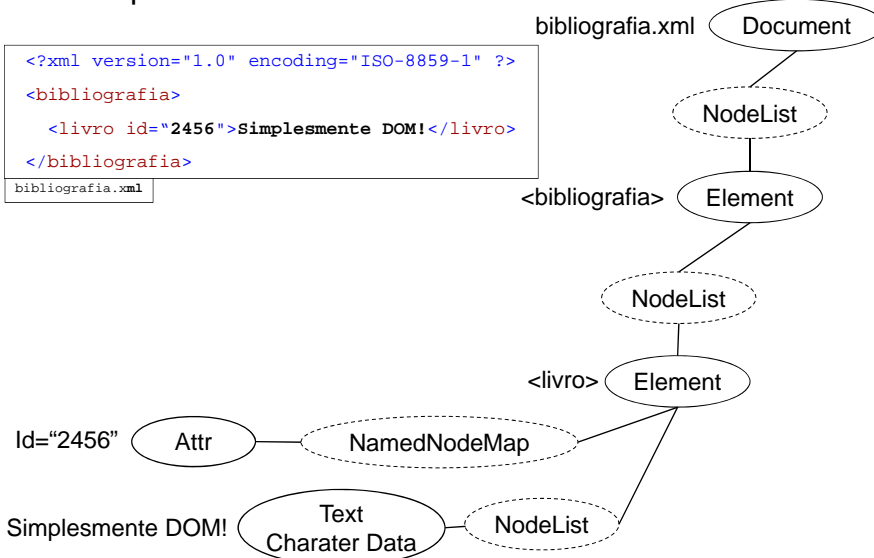 bibliografia.xml
Document
<?xml version="1.0" encoding="ISO-8859-1" ?>
<bibliografia>
<livro id=“2456">Simplesmente DOM!</livro>
</bibliografia>
bibliografia.xml
NodeList
<bibliografia>
Element
NodeList
<livro>
Element
Id=“2456”
Attr
NamedNodeMap
Simplesmente DOM!
Text
Charater Data
NodeList